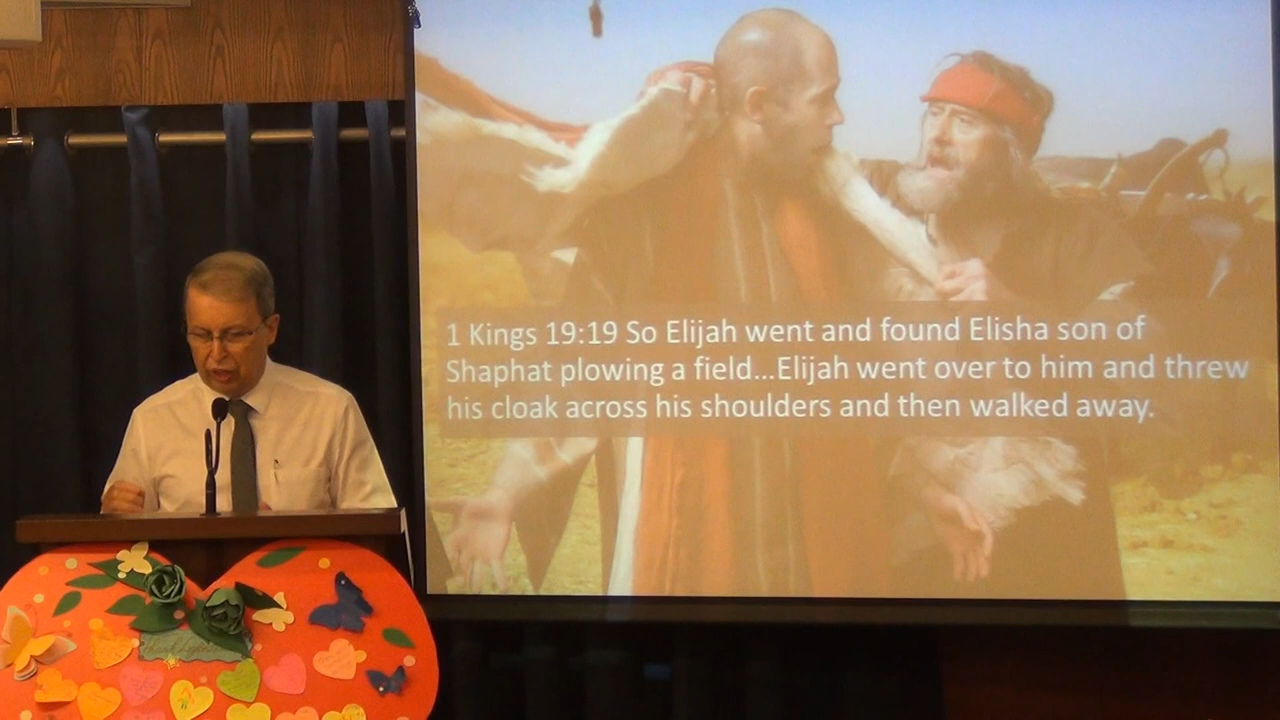 1 Kings 19:19 So Elijah went and found Elisha son of
Shaphat plowing a field...Elijah went over to him and threw
his cloak across his shoulders and then walked away.